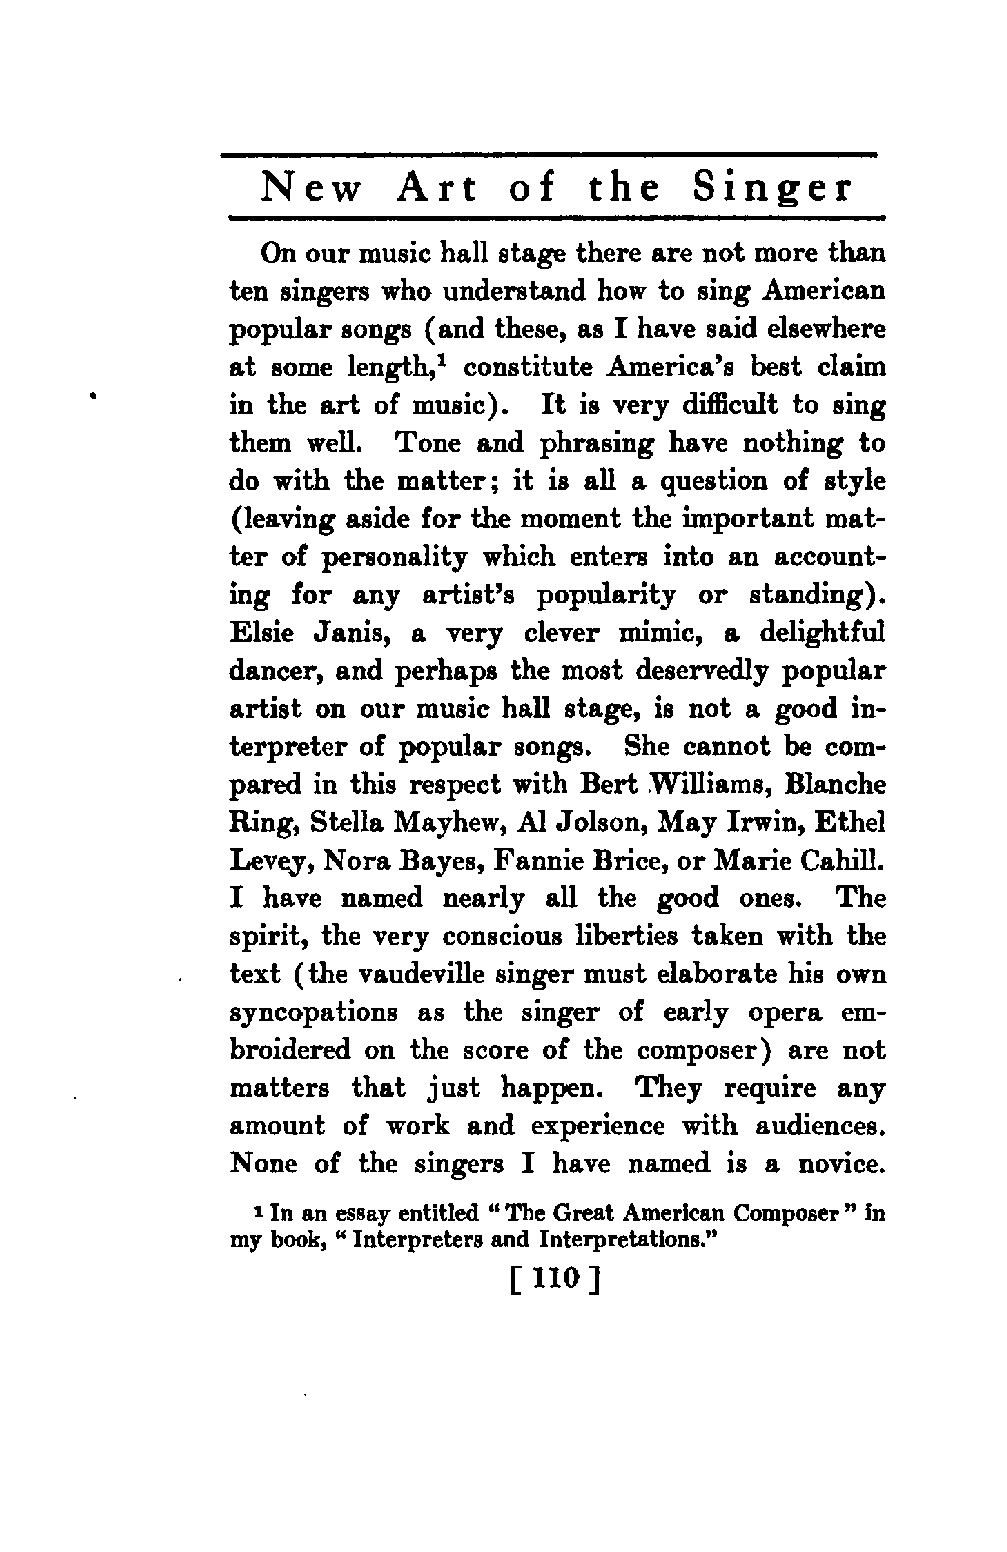 New Art of the Singer
On our music hall stage there are not more than
ten singers who understand how to sing American
popular songs (and these, as I have said elsewhere
at some length,¹ constitute America's best claim
in the art of music). It is very difficult to sing
them well. Tone and phrasing have nothing to
do with the matter; it is all a question of style
(leaving aside for the moment the important mat-
ter of personality which enters into an account-
ing for any artist's popularity or standing).
Elsie Janis, a very clever mimic, a delightful
dancer, and perhaps the most deservedly popular
artist on our music hall stage, is not a good in-
terpreter of popular songs. She cannot be com-
pared in this respect with Bert Williams, Blanche
Ring, Stella Mayhew, Al Jolson, May Irwin, Ethel
Levey, Nora Bayes, Fannie Brice, or Marie Cahill.
I have named nearly all the good ones. The
spirit, the very conscious liberties taken with the
text (the vaudeville singer must elaborate his own
syncopations as the singer of early opera em-
broidered on the score of the composer) are not
matters that just happen. They require any
amount of work and experience with audiences.
None of the singers I have named is a novice.
¹ In an essay entitled "The Great American Composer" in
my book, "Interpreters and Interpretations."
[110]